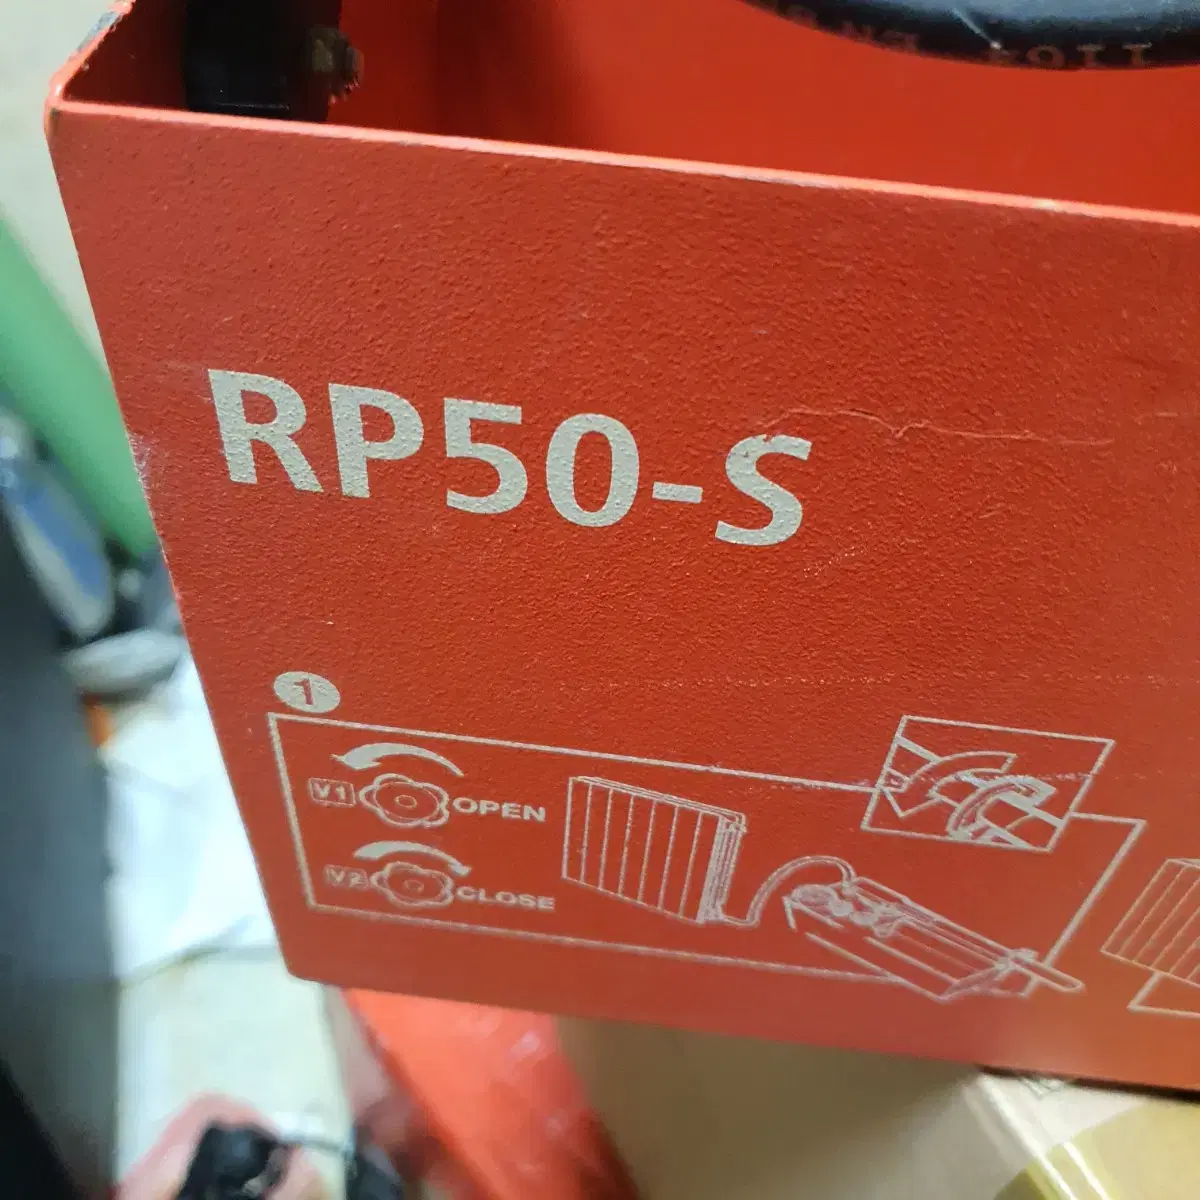 RP50-S
1
V1 OPEN
V2 CLOSE